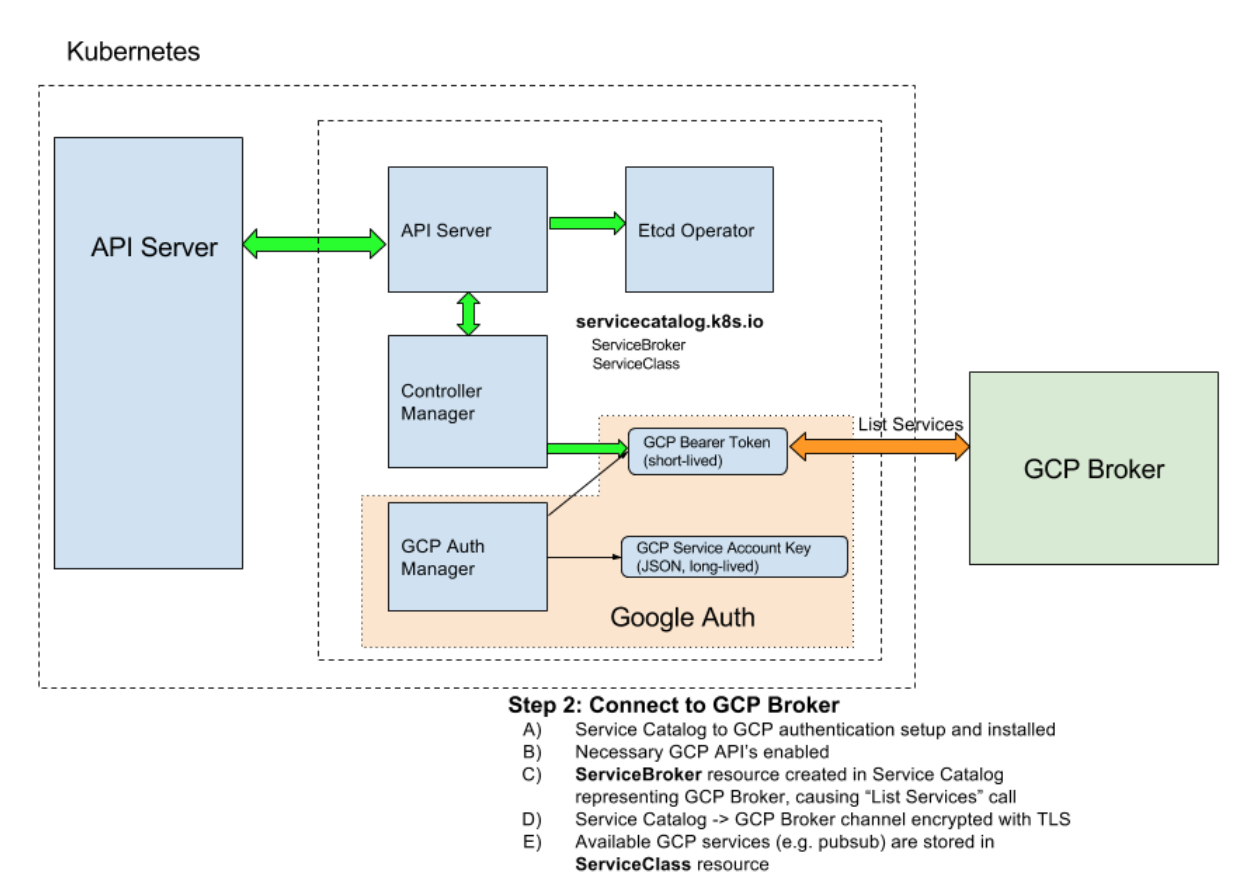 Kubernetes
API Server
API Server
Etcd Operator
servicecatalog.k8s.io
ServiceBroker
ServiceClass
Controller
Manager
List Services
GCP Bearer Token
(short-lived)
GCP Broker
GCP Auth
Manager
GCP Service Account Key
(JSON, long-lived)
Google Auth
Step 2: Connect to GCP Broker
A) Service Catalog to GCP authentication setup and installed
B) Necessary GCP API's enabled
C) ServiceBroker resource created in Service Catalog
representing GCP Broker, causing “List Services” call
D) Service Catalog -> GCP Broker channel encrypted with TLS
E) Available GCP services (e.g. pubsub) are stored in
ServiceClass resource